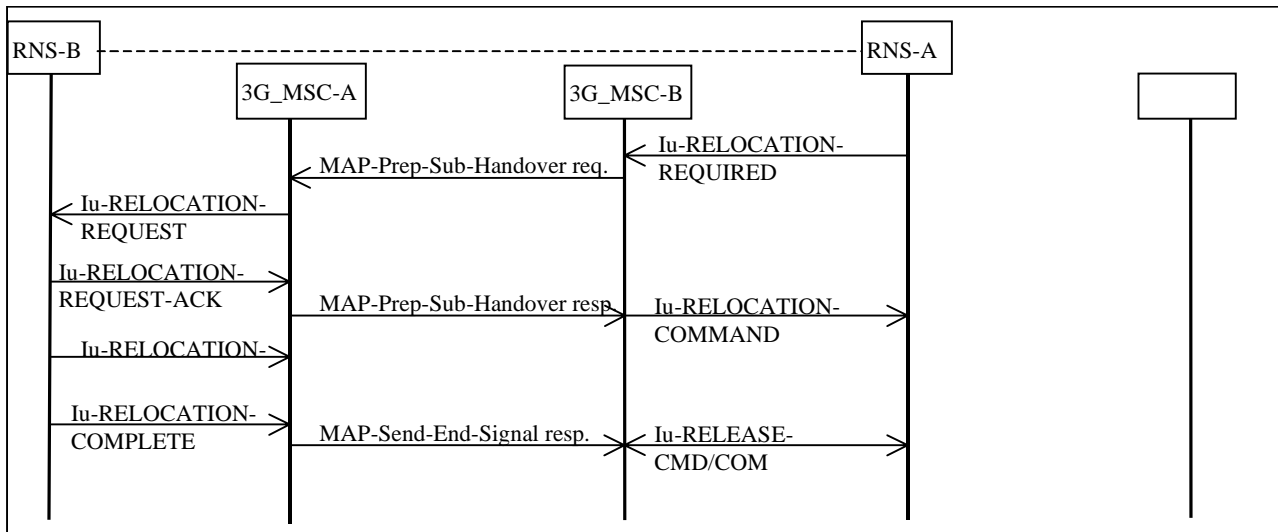 RNS-B
RNS-A
3G_MSC-A
3G_MSC-B
Iu-RELOCATION-
REQUIRED
MAP-Prep-Sub-Handover req.
Iu-RELOCATION-
REQUEST
Iu-RELOCATION-
REQUEST-ACK
MAP-Prep-Sub-Handover resp
Iu-RELOCATION-
COMMAND
Iu-RELOCATION-
Iu-RELOCATION-
COMPLETE
MAP-Send-End-Signal resp.
Iu-RELEASE-
CMD/COM